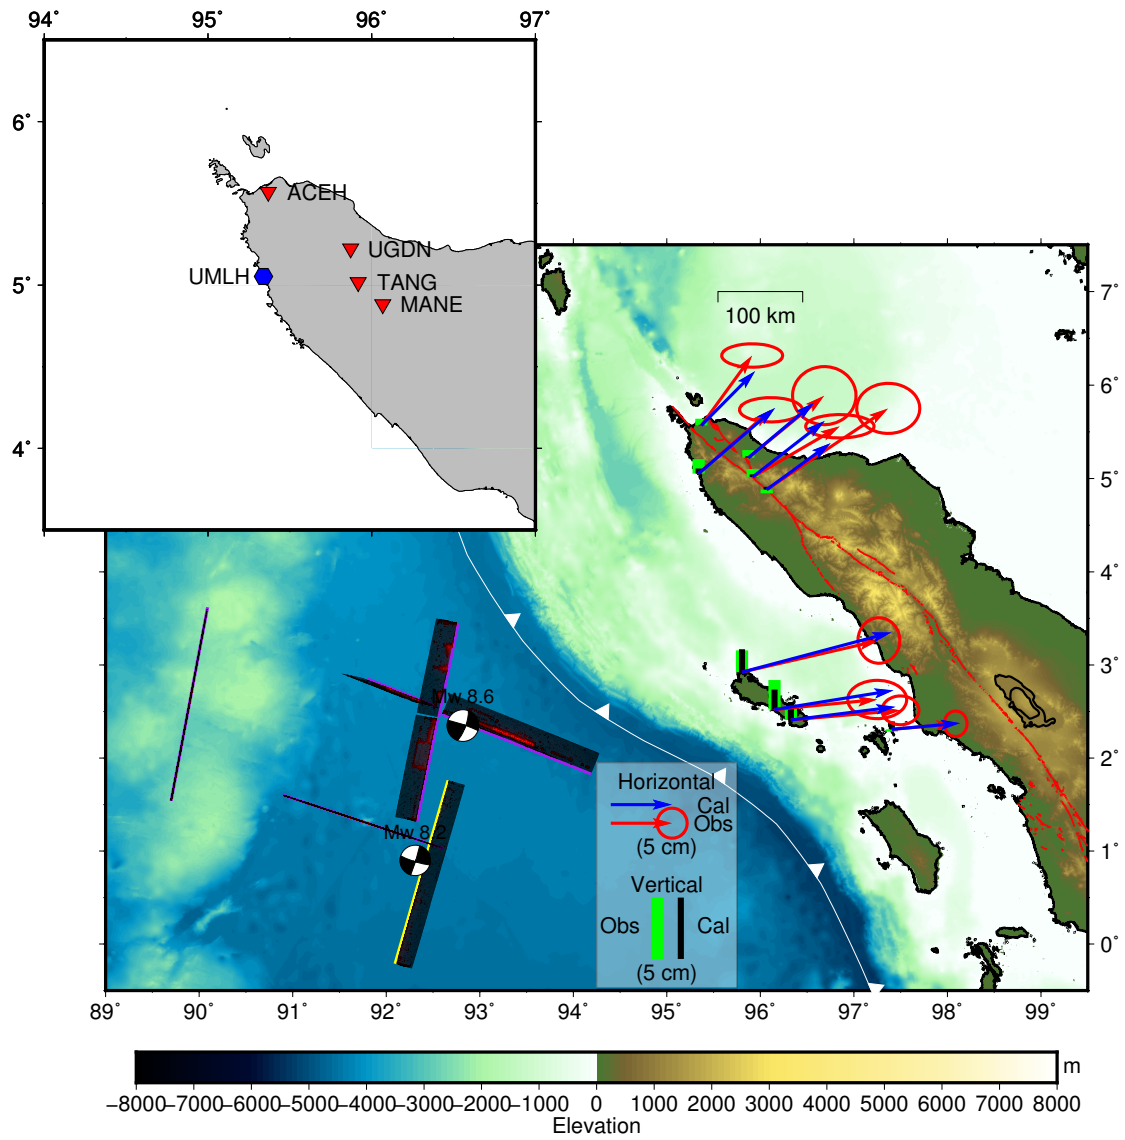 94° 95° 96° 97°
6°
ACEH
UGDN
UMLH
5°
TANG
MANE
4°
100 km
7°
6°
5°
4°
3°
2°
1°
0°
Mw 8.6
Mw 8.2
Horizontal
Cal
Obs
(5 cm)
Vertical
Obs Cal
(5 cm)
89 90 91 92 93 94 95° 96° 97° 98° 99°
m
−8000 −7000 −6000 −5000 −4000 −3000 −2000 −1000 0 1000 2000 3000 4000 5000 6000 7000 8000
Elevation